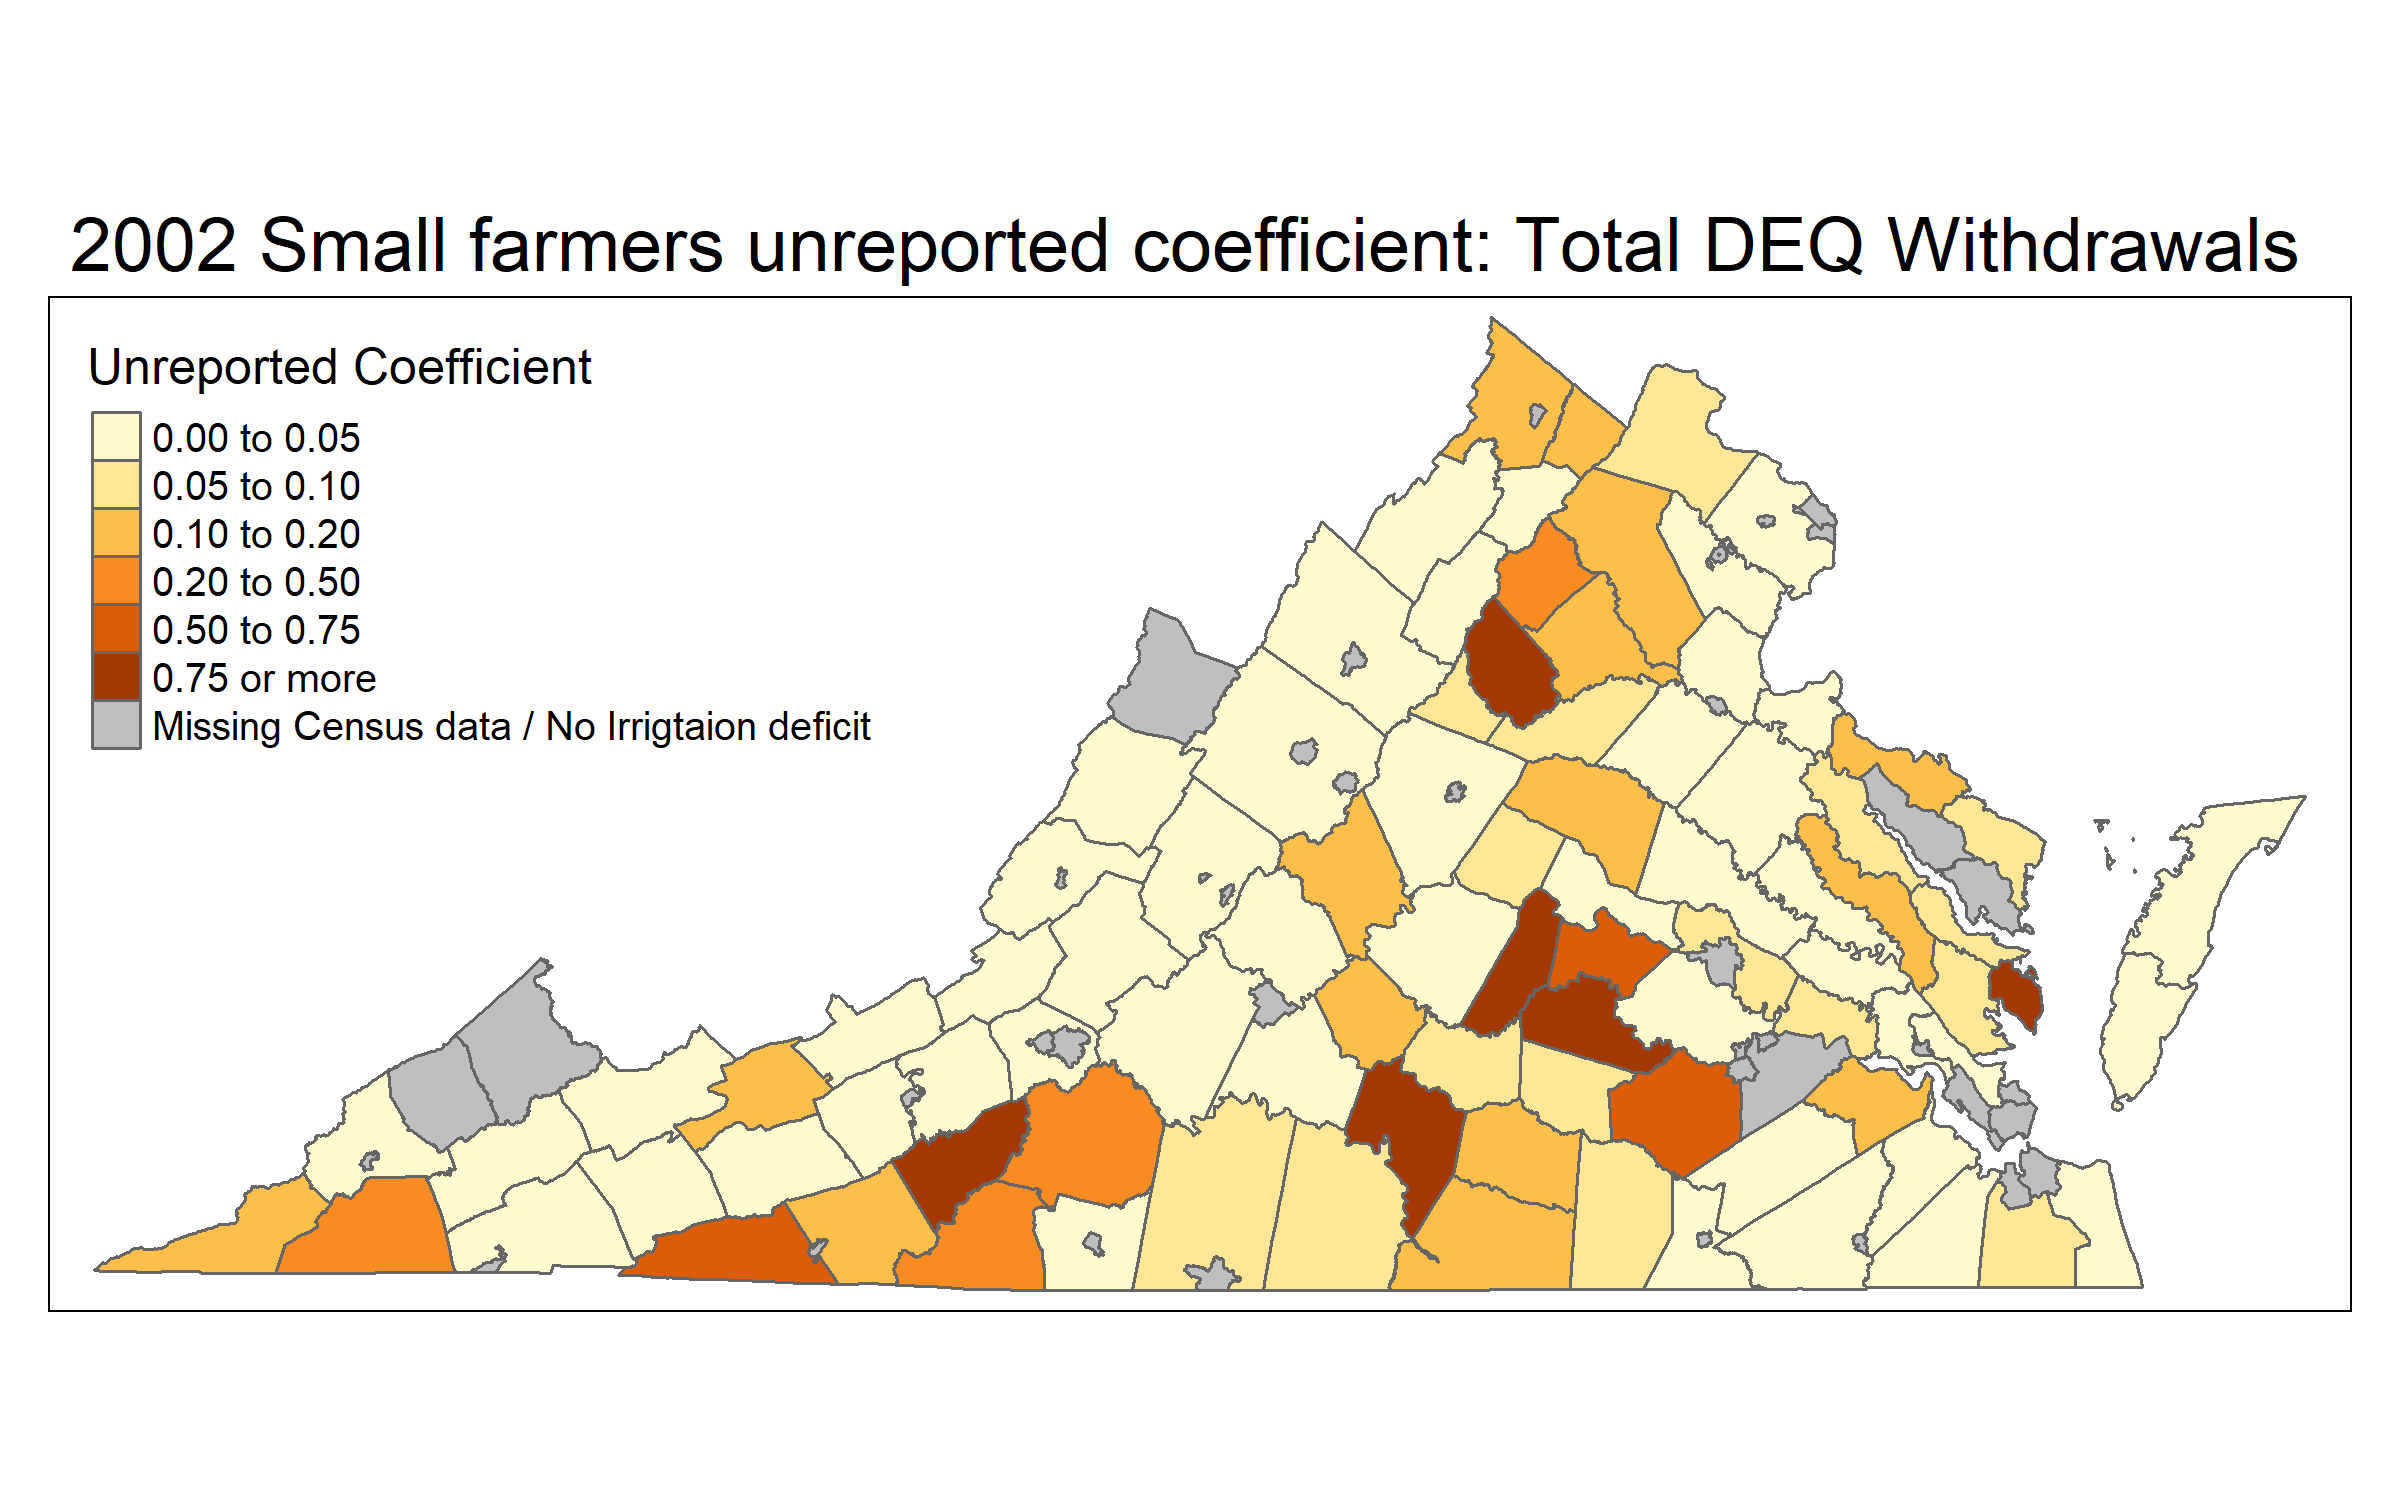 2002 Small farmers unreported coefficient: Total DEQ Withdrawals
Unreported Coefficient
0.00 to 0.05
0.05 to 0.10
0.10 to 0.20
0.20 to 0.50
0.50 to 0.75
0.75 or more
Missing Census data / No Irrigtaion deficit